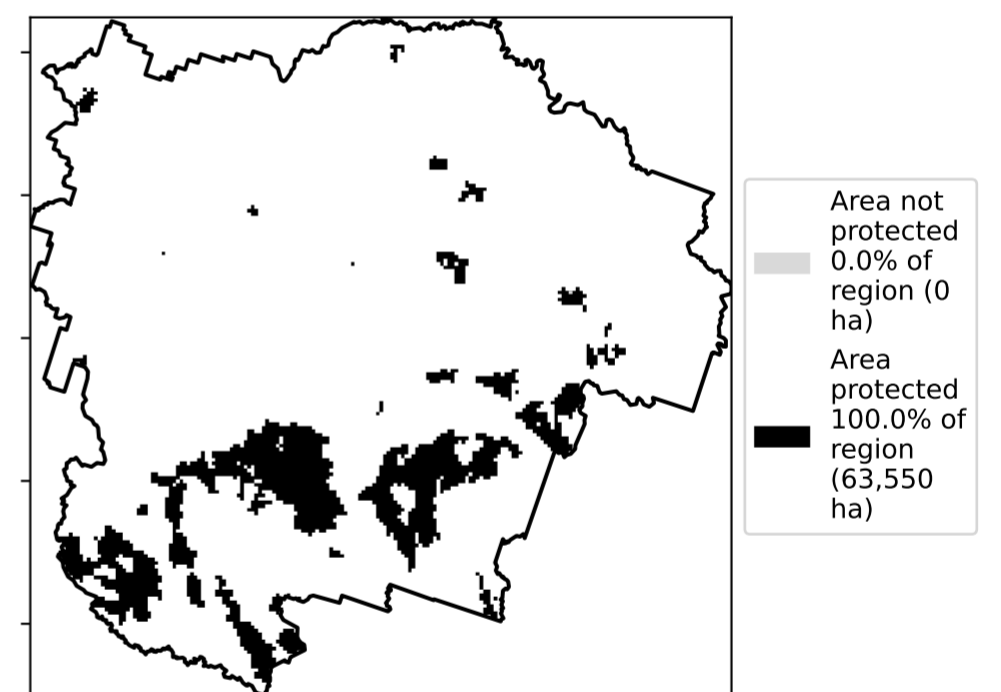 Area not
protected
0.0% of
region (0
ha)
Area
protected
100.0% of
region
(63,550
ha)